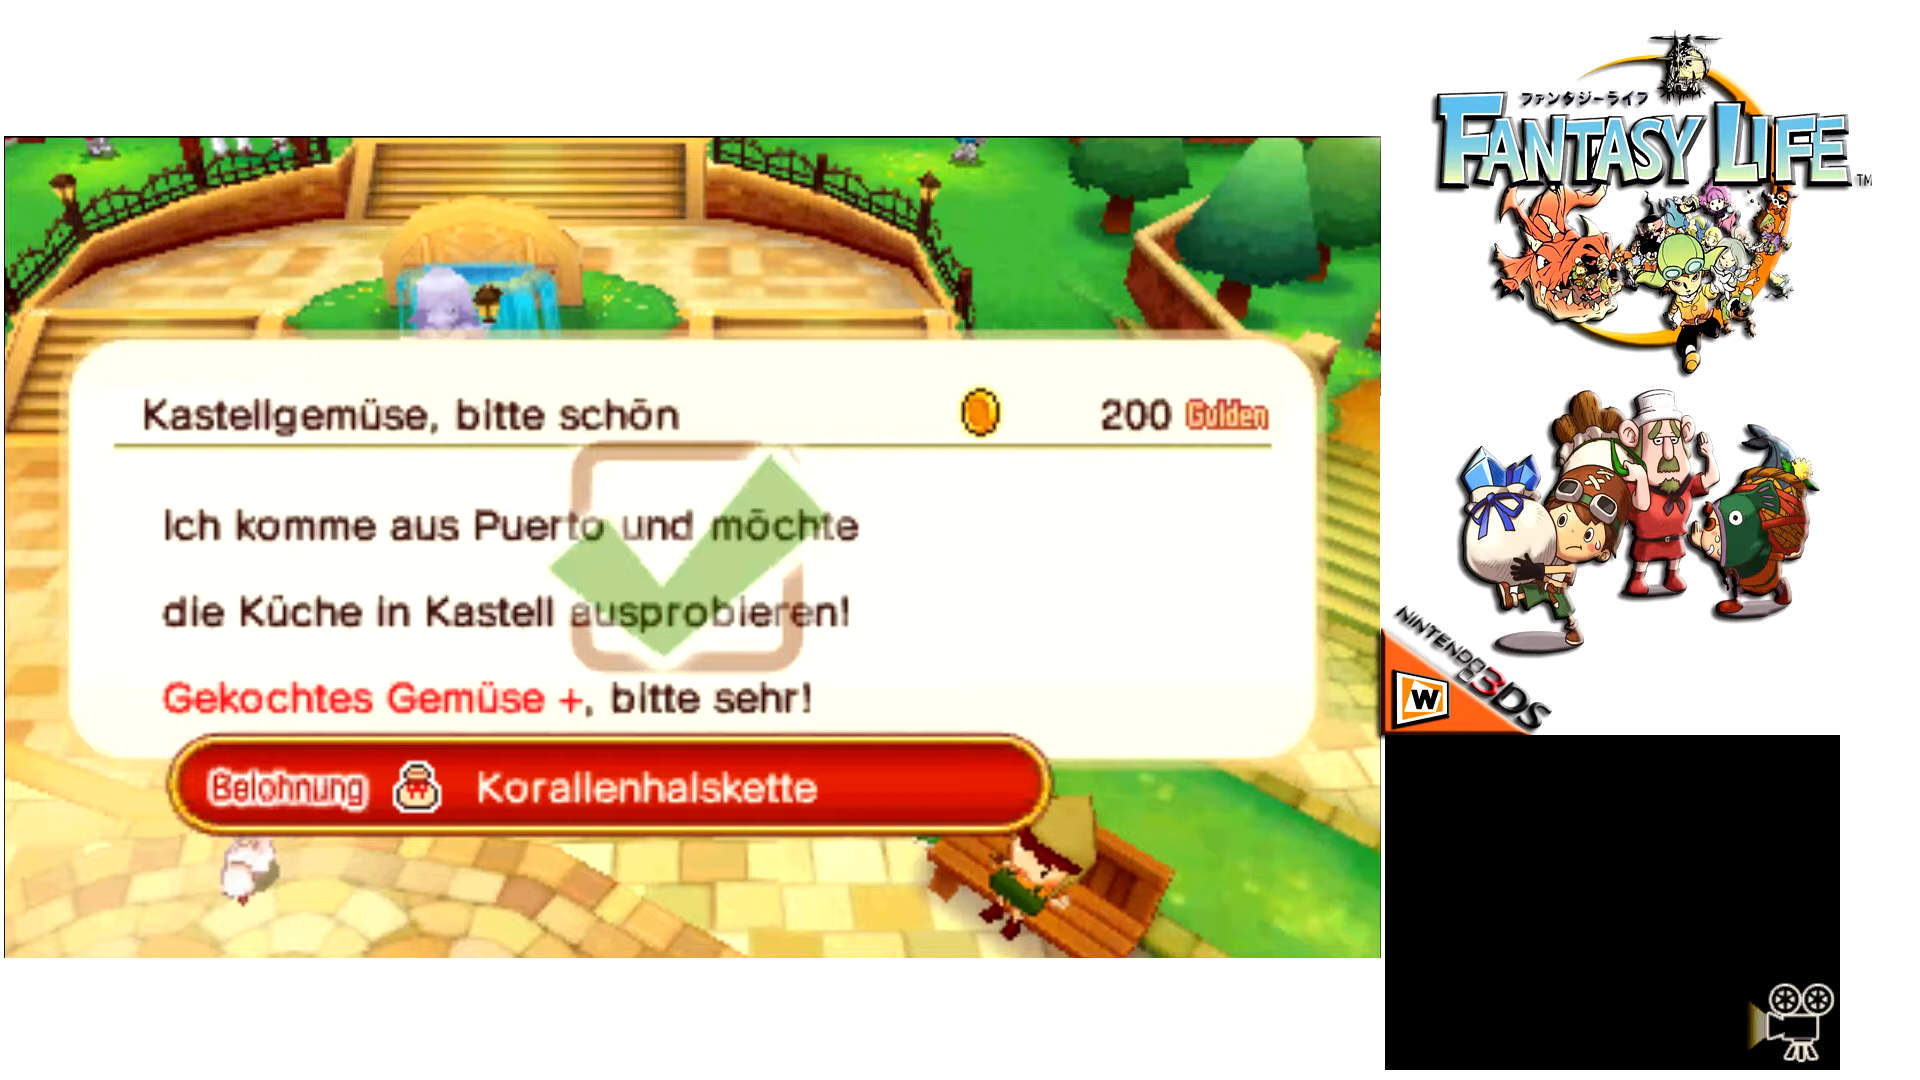 Kastellgemüse, bitte schön
200 Gulden
Ich komme aus Puerto und möchte
die Küche in Kastell ausprobieren!
Gekochtes Gemüse +, bitte sehr!
Belohnung Korallenhalskette
ファンタジーライフ
FANTASY LIFE™
NINTENDO 3DS
W